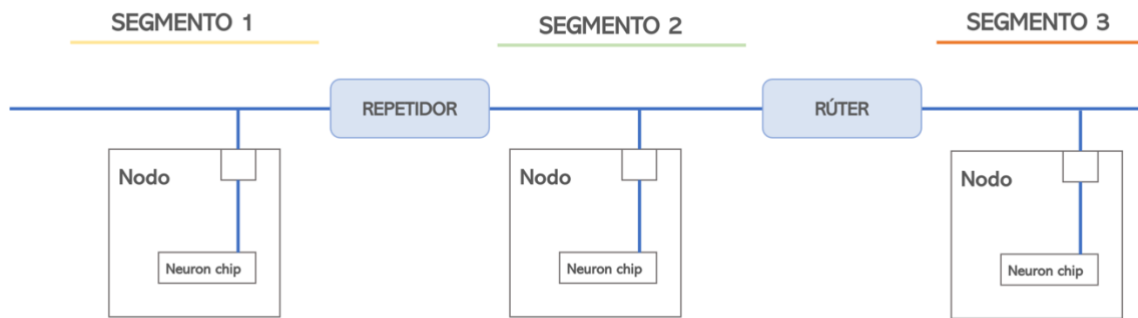 SEGMENTO 1
SEGMENTO 2
SEGMENTO 3
REPETIDOR
RÚTER
Nodo
Nodo
Nodo
Neuron chip
Neuron chip
Neuron chip